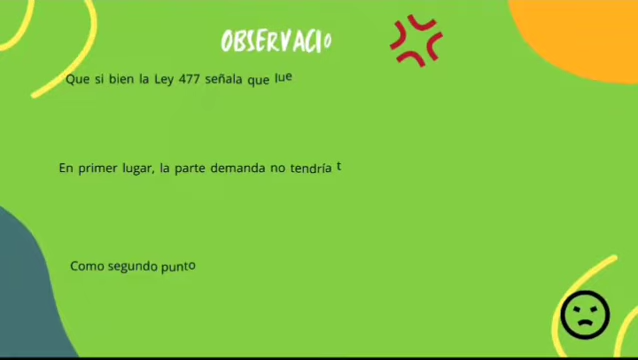 OBSERVACIO
Que si bien la Ley 477 señala que lue
En primer lugar, la parte demanda no tendría t
Como segundo punto